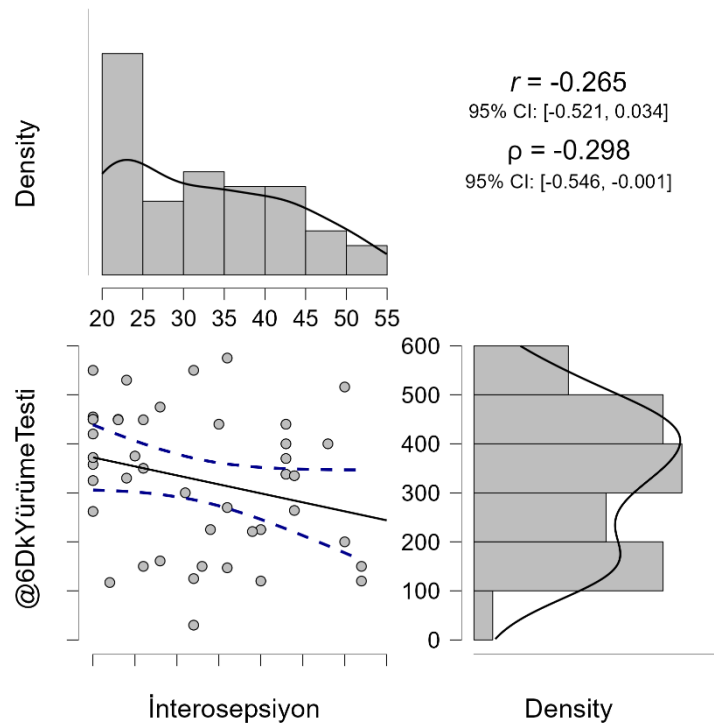 Density
r = -0.265
95% CI: [-0.521, 0.034]
ρ = -0.298
95% CI: [-0.546, -0.001]
20 25 30 35 40 45 50 55
@6DkYürümeTesti
600
500
400
300
200
100
0
İnterosepsiyon
Density